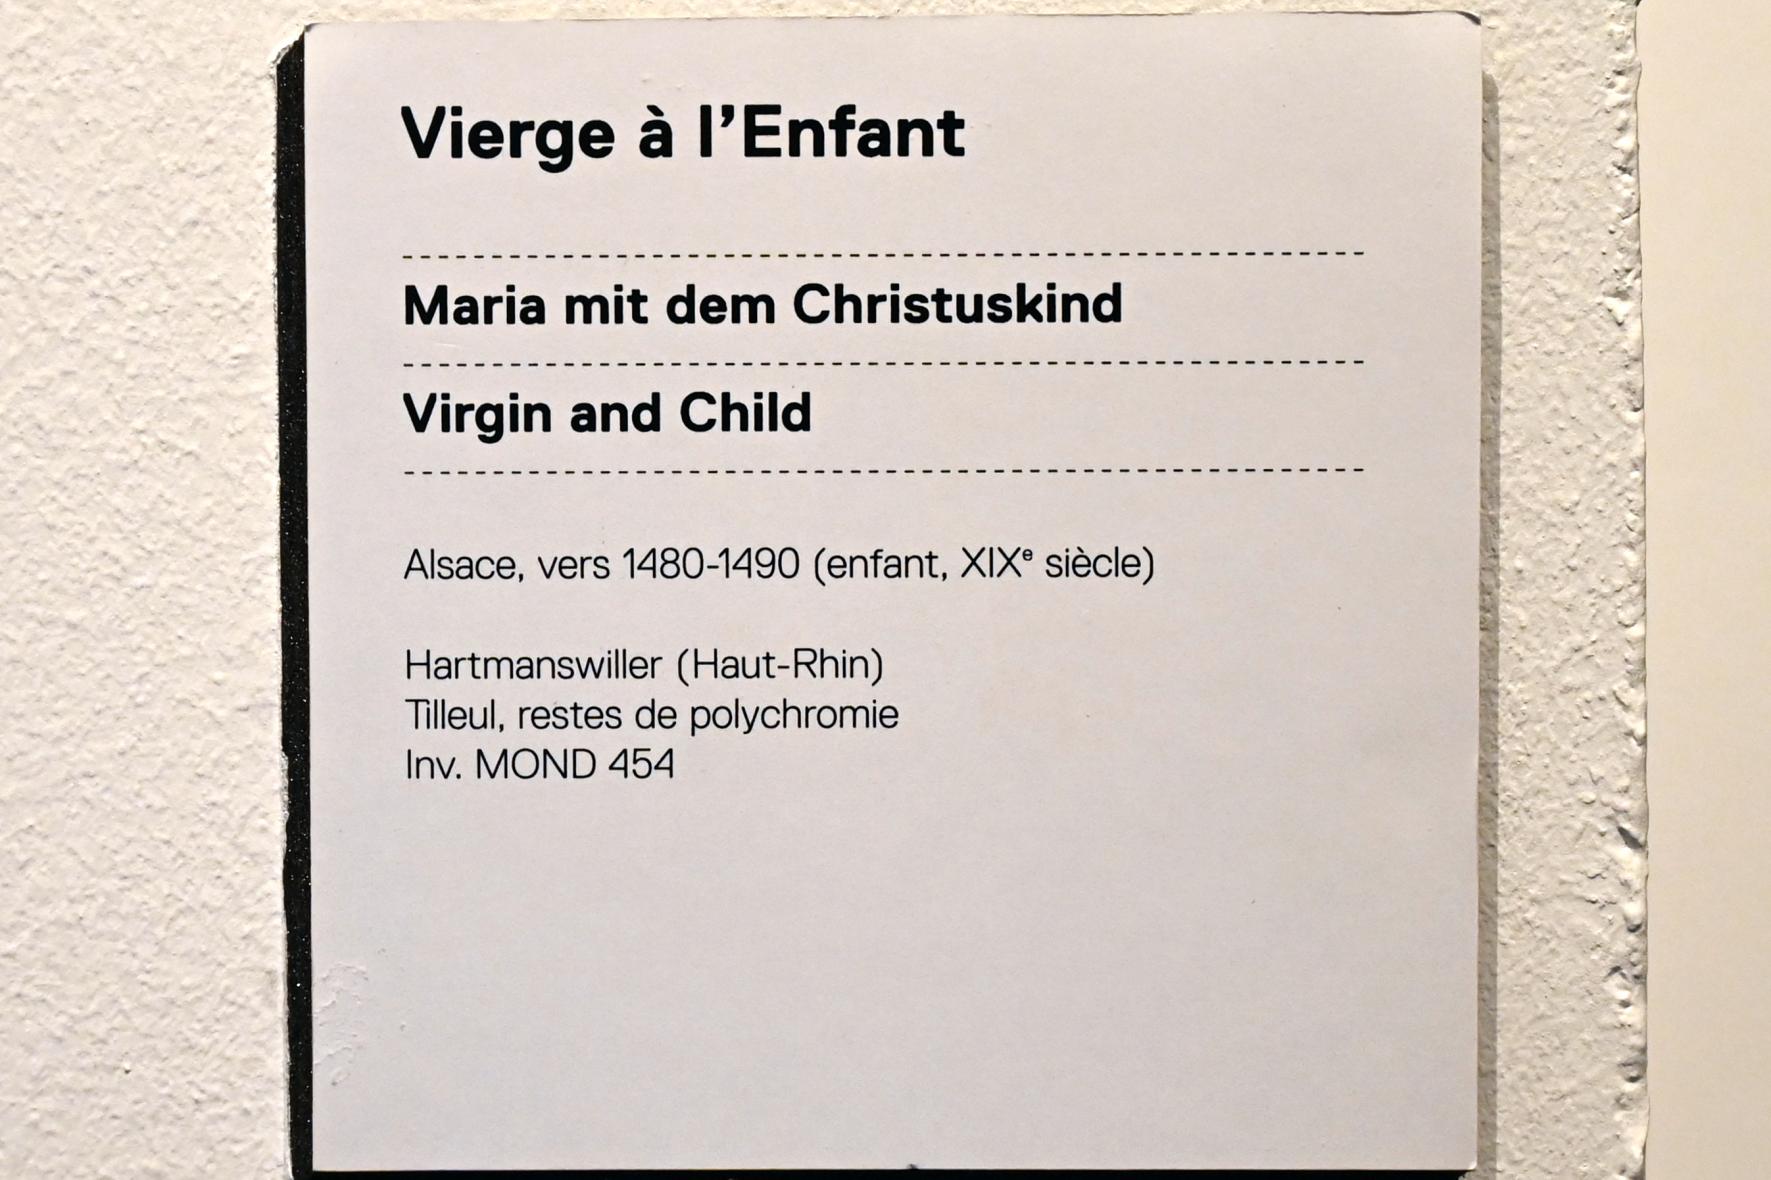 Vierge à l’Enfant
Maria mit dem Christuskind
Virgin and Child
Alsace, vers 1480-1490 (enfant, XIXᵉ siècle)
Hartmanswiller (Haut-Rhin)
Tilleul, restes de polychromie
Inv. MOND 454